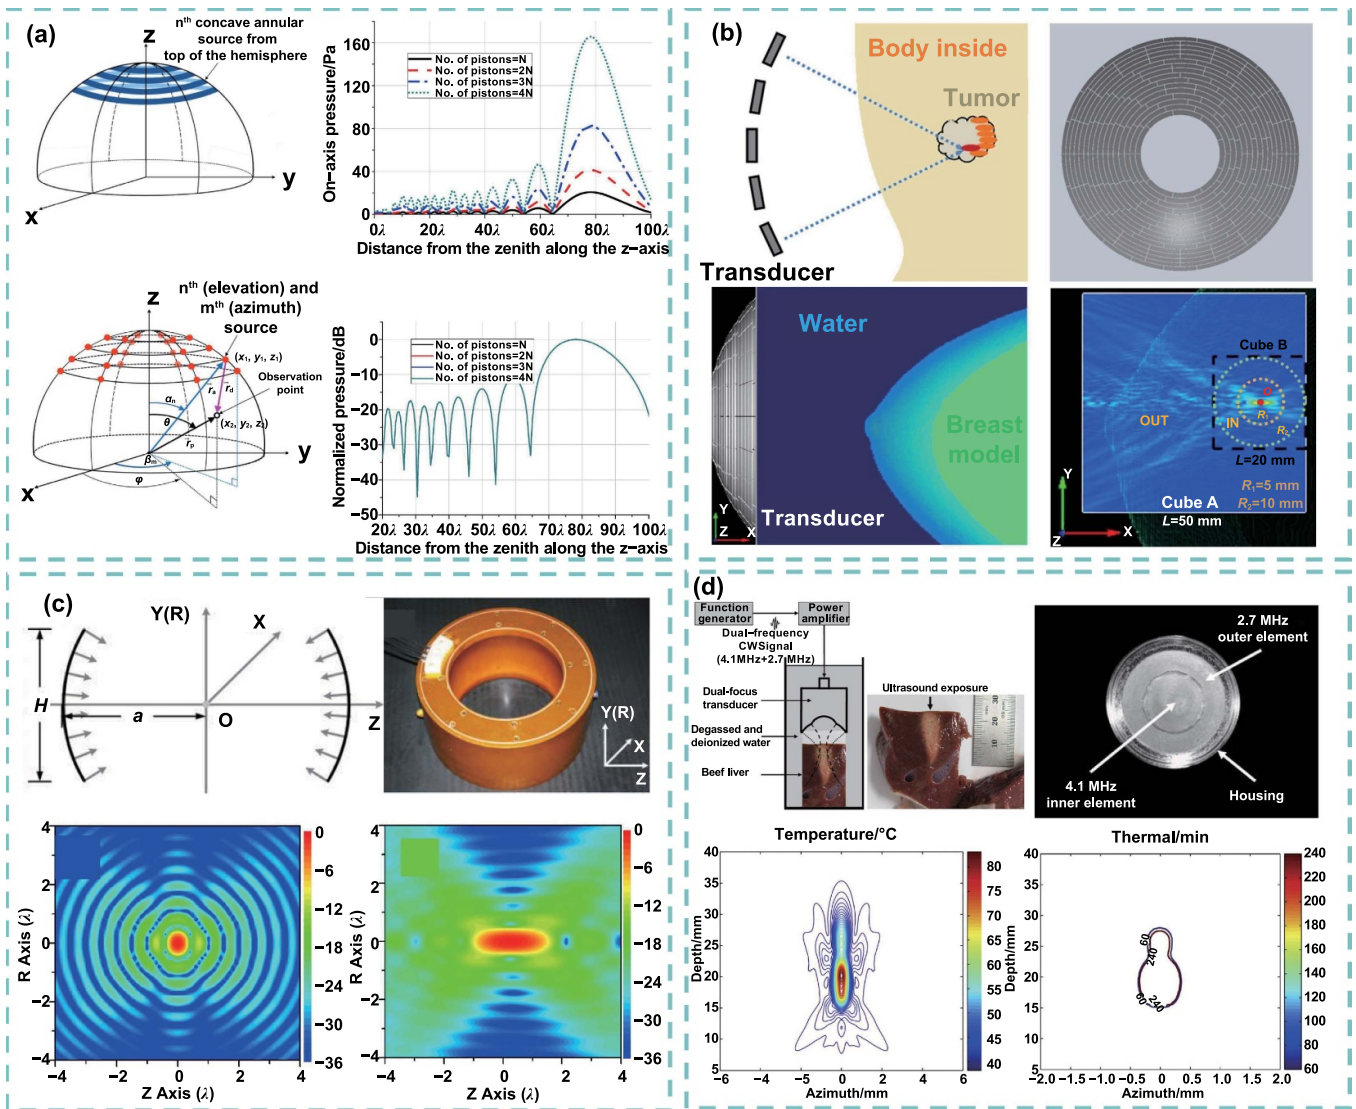 (a)
nth concave annular
source from
top of the hemisphere
z
y
x
On-axis pressure/Pa
160
120
80
40
0
No. of pistons=N
No. of pistons=2N
No. of pistons=3N
No. of pistons=4N
0λ 20λ 40λ 60λ 80λ 100λ
Distance from the zenith along the z-axis
nth (elevation) and
mth (azimuth)
source
z
(x1, y1, z1)
Observation
point
(x2, y2, z2)
rs
rd
αn
θ
rp
βm
φ
y
x
Normalized pressure/dB
10
0
−10
−20
−30
−40
−50
No. of pistons=N
No. of pistons=2N
No. of pistons=3N
No. of pistons=4N
20λ 30λ 40λ 50λ 60λ 70λ 80λ 90λ 100λ
Distance from the zenith along the z-axis
(b)
Body inside
Tumor
Transducer
Water
Breast
model
Transducer
Y
Z X
Cube B
OUT
IN
R1
R2
L=20 mm
R1=5 mm
R2=10 mm
Cube A
L=50 mm
Y
Z X
(c)
Y(R)
X
H
a
O
Z
Y(R)
X
Z
R Axis (λ)
4
2
0
−2
−4
−4 −2 0 2 4
Z Axis (λ)
0
−6
−12
−18
−24
−30
−36
R Axis (λ)
4
2
0
−2
−4
−4 −2 0 2 4
Z Axis (λ)
0
−6
−12
−18
−24
−30
−36
(d)
Function
generator
Power
amplifier
Dual−frequency
CWSignal
(4.1MHz+2.7 MHz)
Dual-focus
transducer
Degassed and
deionized water
Beef liver
Ultrasound exposure
30
20
10
2.7 MHz
outer element
4.1 MHz
inner element
Housing
Temperature/°C
Depth/mm
40
35
30
25
20
15
10
5
−6 −4 −2 0 2 4 6
Azimuth/mm
80
75
70
65
60
55
50
45
40
Thermal/min
Depth/mm
40
35
30
25
20
15
10
5
60
240
60
240
−2.0 −1.5 −1.0 −0.5 0 0.5 1.0 1.5 2.0
Azimuth/mm
240
220
200
180
160
140
120
100
80
60